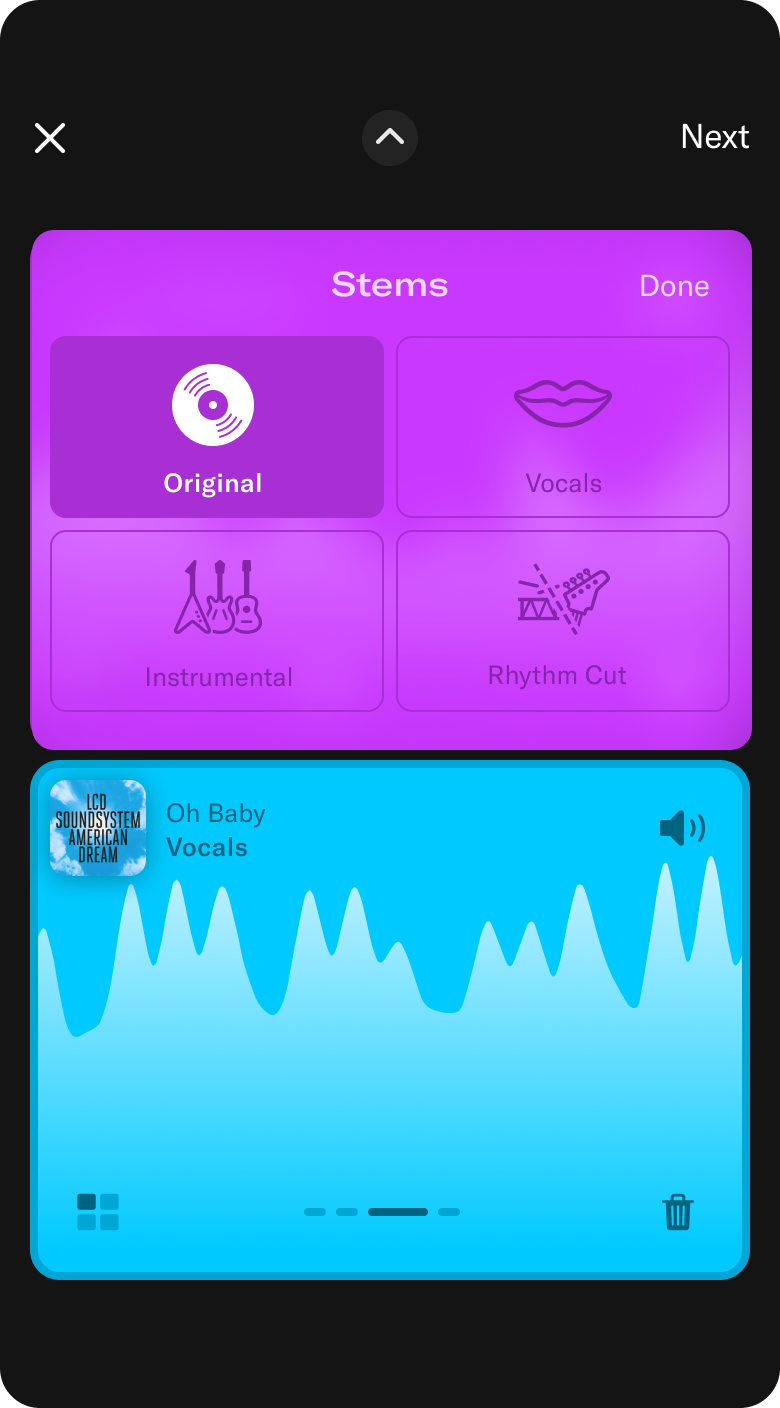 Next
Stems
Done
Original
Vocals
Instrumental
Rhythm Cut
LCD
SOUNDSYSTEM
AMERICAN
DREAM
Oh Baby
Vocals